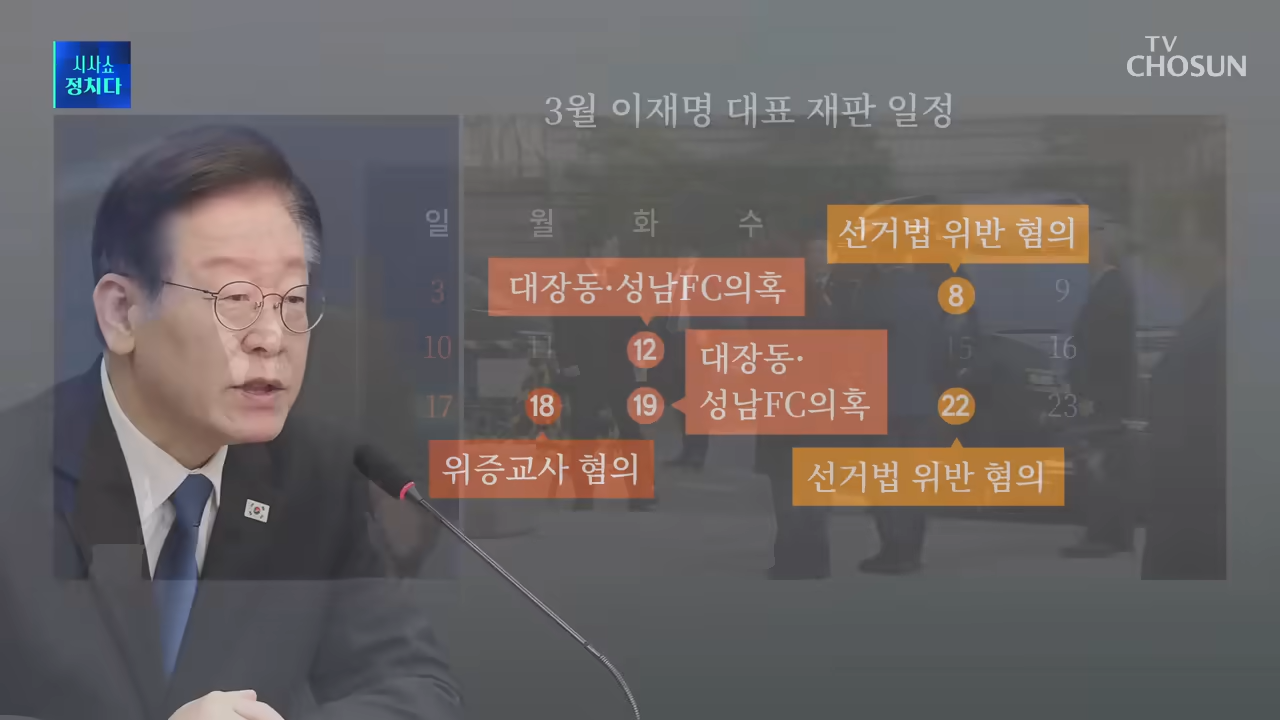 시사쇼
정치다
TV
CHOSUN
3월 이재명 대표 재판 일정
일 월 화 수
선거법 위반 혐의
대장동·성남FC의혹
3 7 8 9
10 11 12 15 16
대장동·
성남FC의혹
17 18 19 22 23
위증교사 혐의
선거법 위반 혐의